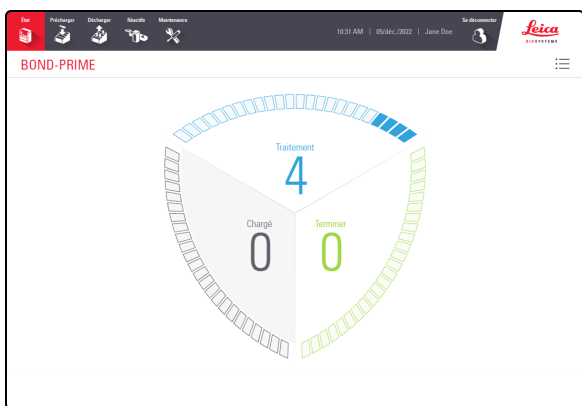 État
Précharger
Décharger
Réactifs
Maintenance
10:31 AM | 05/déc./2022 | Jane Doe
Se déconnecter
Leica
BIOSYSTEMS
BOND-PRIME
Traitement
4
Chargé
0
Terminer
0